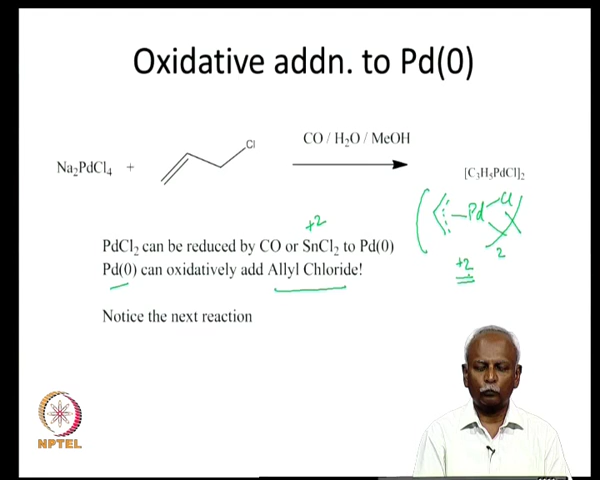 Oxidative addn. to Pd(0)
Cl
CO / H₂O / MeOH
Na₂PdCl₄ +
[C₃H₅PdCl]₂
Pd Cl
2
+2
+2
PdCl₂ can be reduced by CO or SnCl₂ to Pd(0)
Pd(0) can oxidatively add Allyl Chloride!
Notice the next reaction
NPTEL